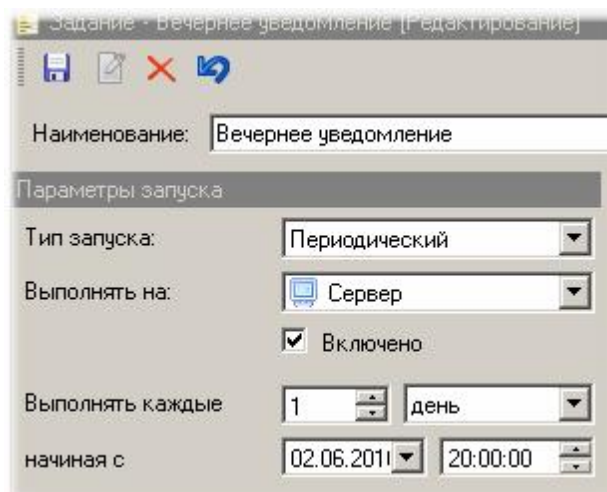 Задание - Вечернее уведомление [Редактирование]
Наименование: Вечернее уведомление
Параметры запуска
Тип запуска: Периодический
Выполнять на: Сервер
Включено
Выполнять каждые 1 день
начиная с 20:00:00